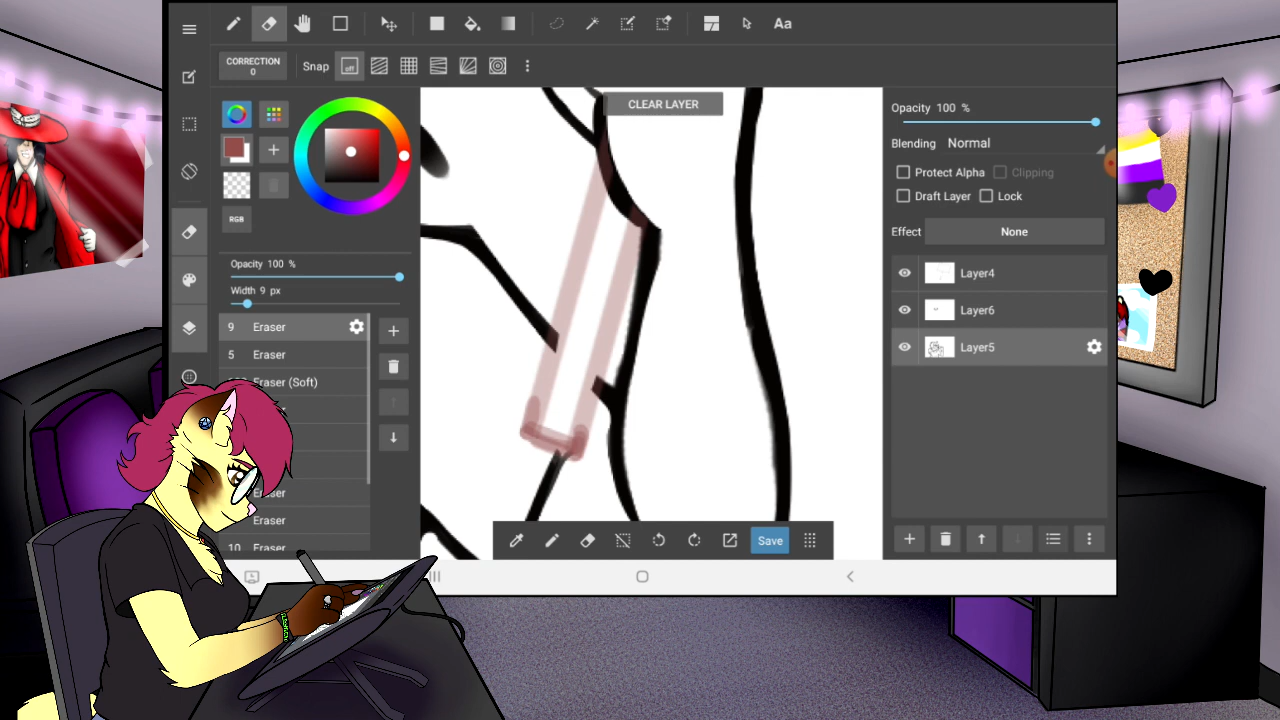 Aa
CORRECTION
0
Snap
off
CLEAR LAYER
RGB
Opacity 100 %
Width 9 px
9 Eraser
5 Eraser
Eraser (Soft)
Eraser
Eraser
10 Eraser
Save
Opacity 100 %
Blending Normal
Protect Alpha
Clipping
Draft Layer
Lock
Effect
None
Layer4
Layer6
Layer5